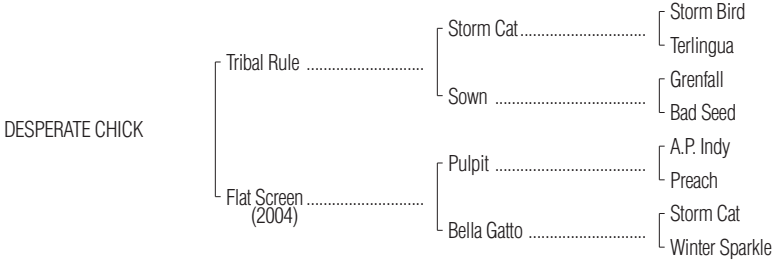 Storm Bird
Storm Cat..............................
Terlingua
Tribal Rule ............................
Grenfall
Sown ....................................
Bad Seed
DESPERATE CHICK
A.P. Indy
Pulpit ....................................
Preach
Flat Screen ............................
(2004)
Storm Cat
Bella Gatto ............................
Winter Sparkle